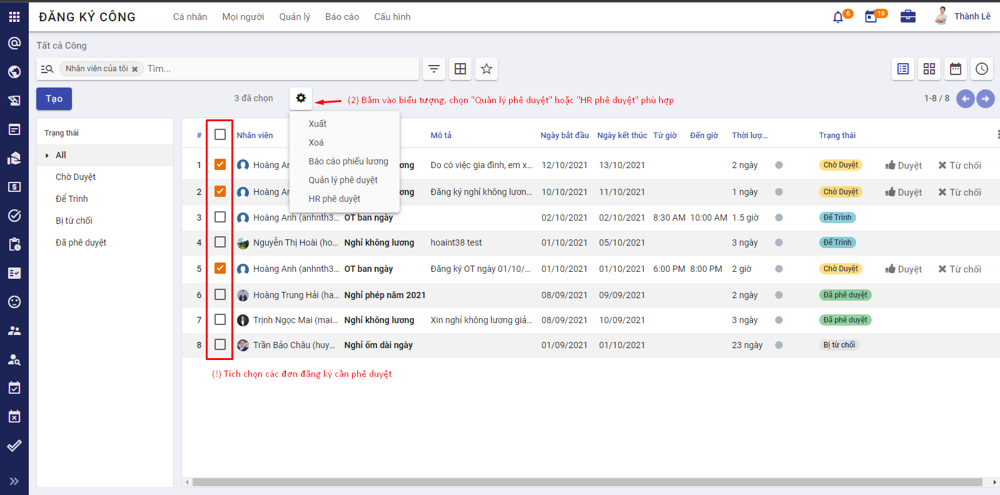 ĐĂNG KÝ CÔNG Cá nhân Mọi người Quản lý Báo cáo Cấu hình 6 19 Thành Lê
Tất cả Công
Nhân viên của tôi Tìm...
Tạo 3 đã chọn (2) Bấm vào biểu tượng, chọn "Quản lý phê duyệt" hoặc "HR phê duyệt" phù hợp 1-8 / 8
Xuất
Xoá
Báo cáo phiếu lương
Quản lý phê duyệt
HR phê duyệt
Trạng thái
All
Chờ Duyệt
Để Trình
Bị từ chối
Đã phê duyệt
# Nhân viên Mô tả Ngày bắt đầu Ngày kết thúc Từ giờ Đến giờ Thời lượ... Trạng thái
1 Hoàng An ương Do có việc gia đình, em x... 12/10/2021 13/10/2021 2 ngày Chờ Duyệt Duyệt Từ chối
2 Hoàng An ương Đăng ký nghỉ không lươn... 10/10/2021 11/10/2021 1 ngày Chờ Duyệt Duyệt Từ chối
3 Hoàng Anh (anhnth3... OT ban ngày 02/10/2021 02/10/2021 8:30 AM 10:00 AM 1.5 giờ Để Trình
4 Nguyễn Thị Hoài (ho... Nghỉ không lương hoaint38 test 01/10/2021 05/10/2021 3 ngày Để Trình
5 Hoàng Anh (anhnth3... OT ban ngày Đăng ký OT ngày 01/10/... 01/10/2021 01/10/2021 6:00 PM 8:00 PM 2 giờ Chờ Duyệt Duyệt Từ chối
6 Hoàng Trung Hải (ha... Nghỉ phép năm 2021 08/09/2021 09/09/2021 2 ngày Đã phê duyệt
7 Trịnh Ngọc Mai (mai... Nghỉ không lương Xin nghỉ không lương giả... 08/09/2021 10/09/2021 3 ngày Đã phê duyệt
8 Trần Bảo Châu (huy... Nghỉ ốm dài ngày 01/09/2021 01/10/2021 23 ngày Bị từ chối
(!) Tích chọn các đơn đăng ký cần phê duyệt